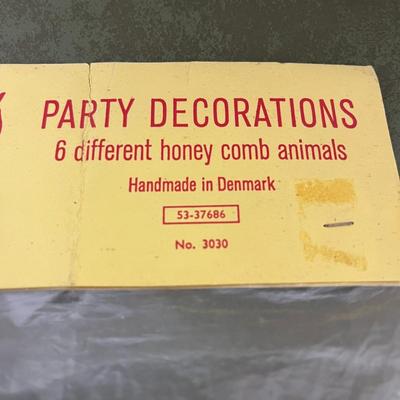 PARTY DECORATIONS
6 different honey comb animals
Handmade in Denmark
53-37686
No. 3030